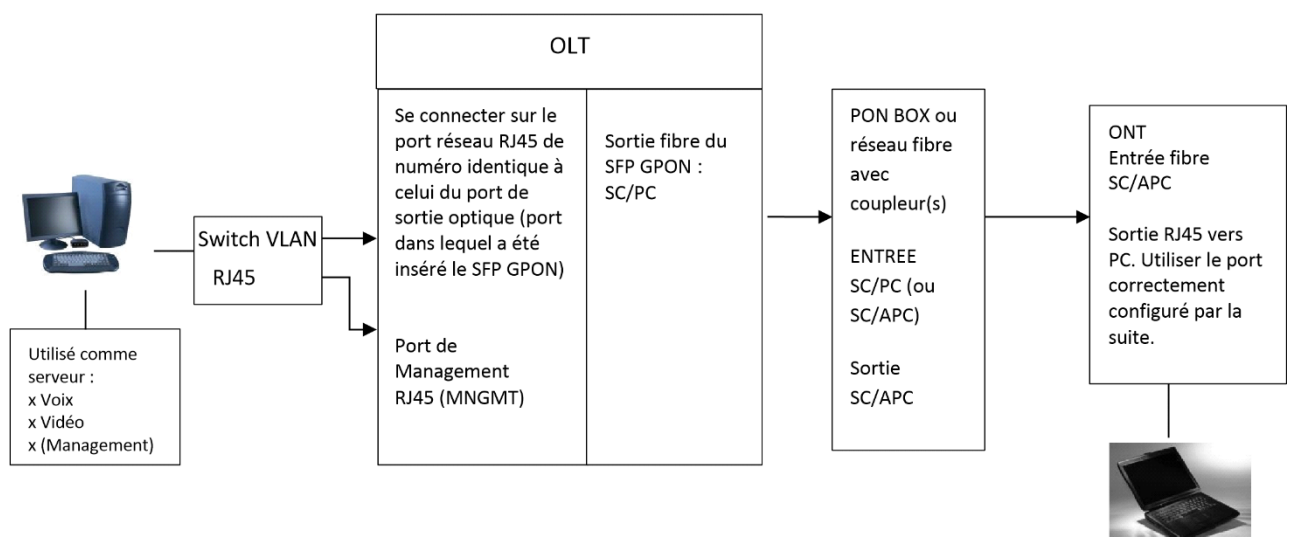 OLT
Se connecter sur le
port réseau RJ45 de
numéro identique à
celui du port de
sortie optique (port
dans lequel a été
inséré le SFP GPON)
Port de
Management
RJ45 (MNGMT)
Sortie fibre du
SFP GPON :
SC/PC
PON BOX ou
réseau fibre
avec
coupleur(s)
ENTREE
SC/PC (ou
SC/APC)
Sortie
SC/APC
ONT
Entrée fibre
SC/APC
Sortie RJ45 vers
PC. Utiliser le port
correctement
configuré par la
suite.
Switch VLAN
RJ45
Utilisé comme
serveur :
x Voix
x Vidéo
x (Management)